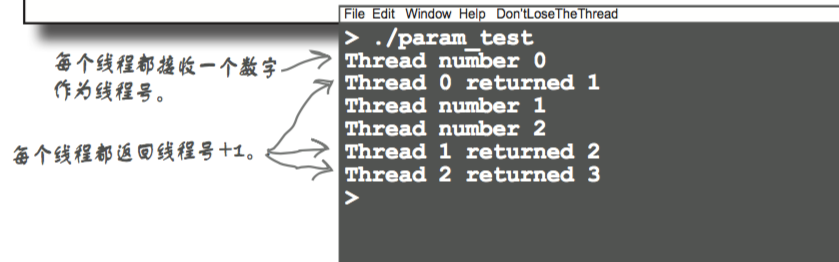 File Edit Window Help Don'tLoseTheThread
> ./param_test
每个线程都接收一个数字
作为线程号。
Thread number 0
Thread 0 returned 1
Thread number 1
Thread number 2
每个线程都返回线程号+1。
Thread 1 returned 2
Thread 2 returned 3
>